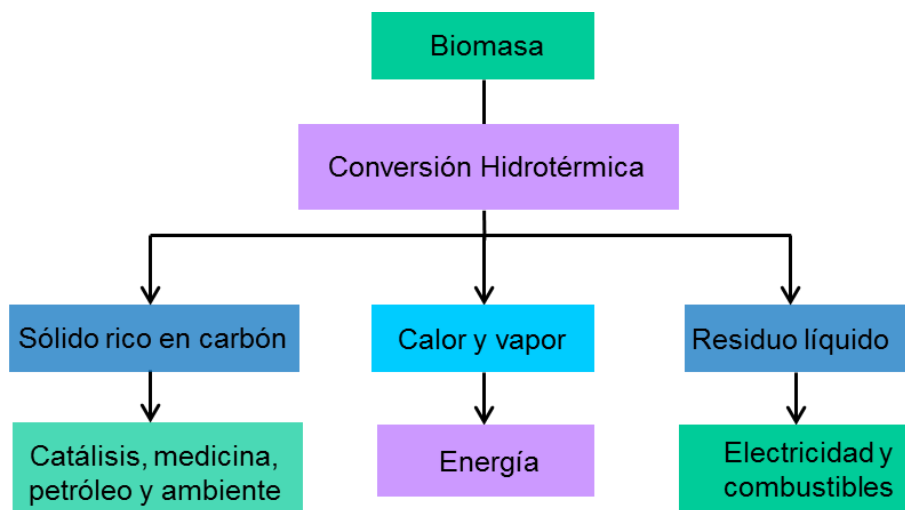 Biomasa
Conversión Hidrotérmica
Sólido rico en carbón
Calor y vapor
Residuo líquido
Catálisis, medicina,
petróleo y ambiente
Energía
Electricidad y
combustibles